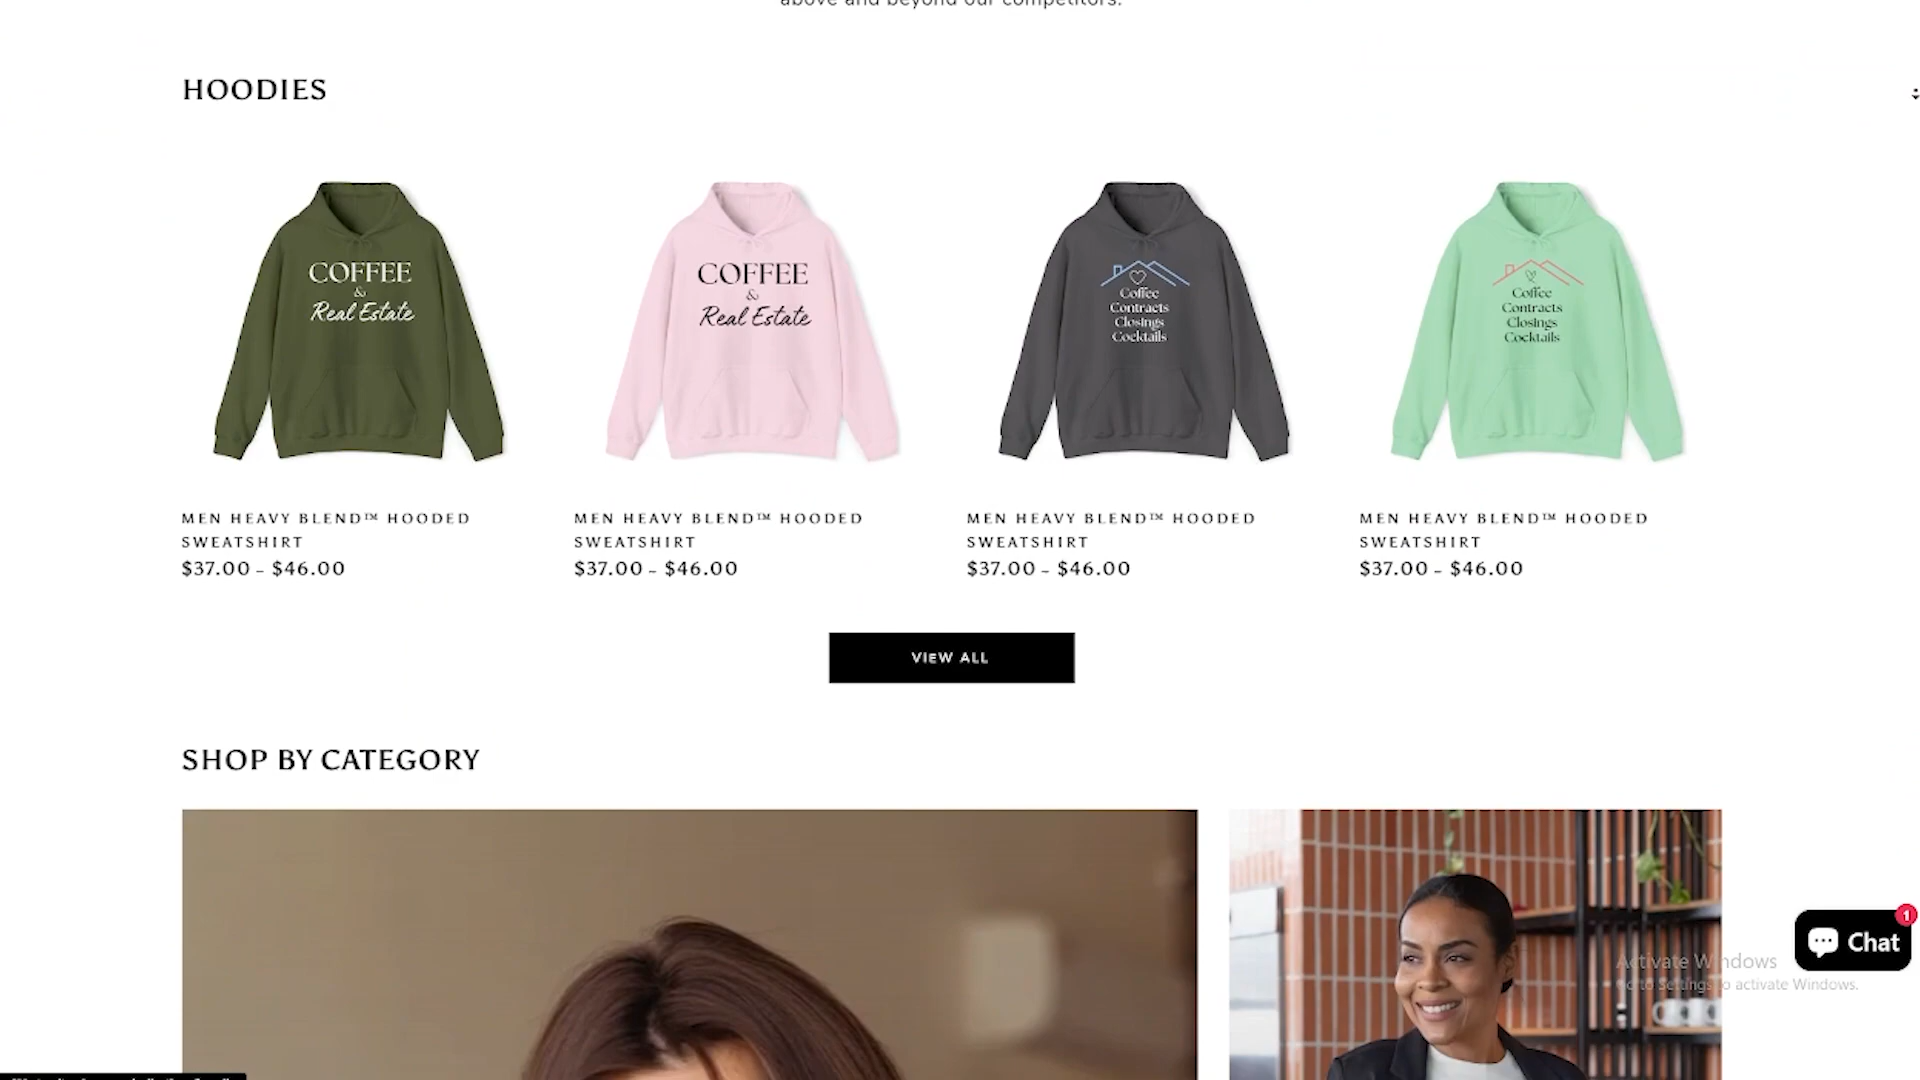 above and beyond our competitors.
HOODIES
COFFEE
&
Real Estate
COFFEE
&
Real Estate
Coffee
Contracts
Closings
Cocktails
Coffee
Contracts
Closings
Cocktails
MEN HEAVY BLEND™ HOODED
SWEATSHIRT
$37.00 – $46.00
MEN HEAVY BLEND™ HOODED
SWEATSHIRT
$37.00 – $46.00
MEN HEAVY BLEND™ HOODED
SWEATSHIRT
$37.00 – $46.00
MEN HEAVY BLEND™ HOODED
SWEATSHIRT
$37.00 – $46.00
VIEW ALL
SHOP BY CATEGORY
1
Chat
Activate Windows
Go to Settings to activate Windows.